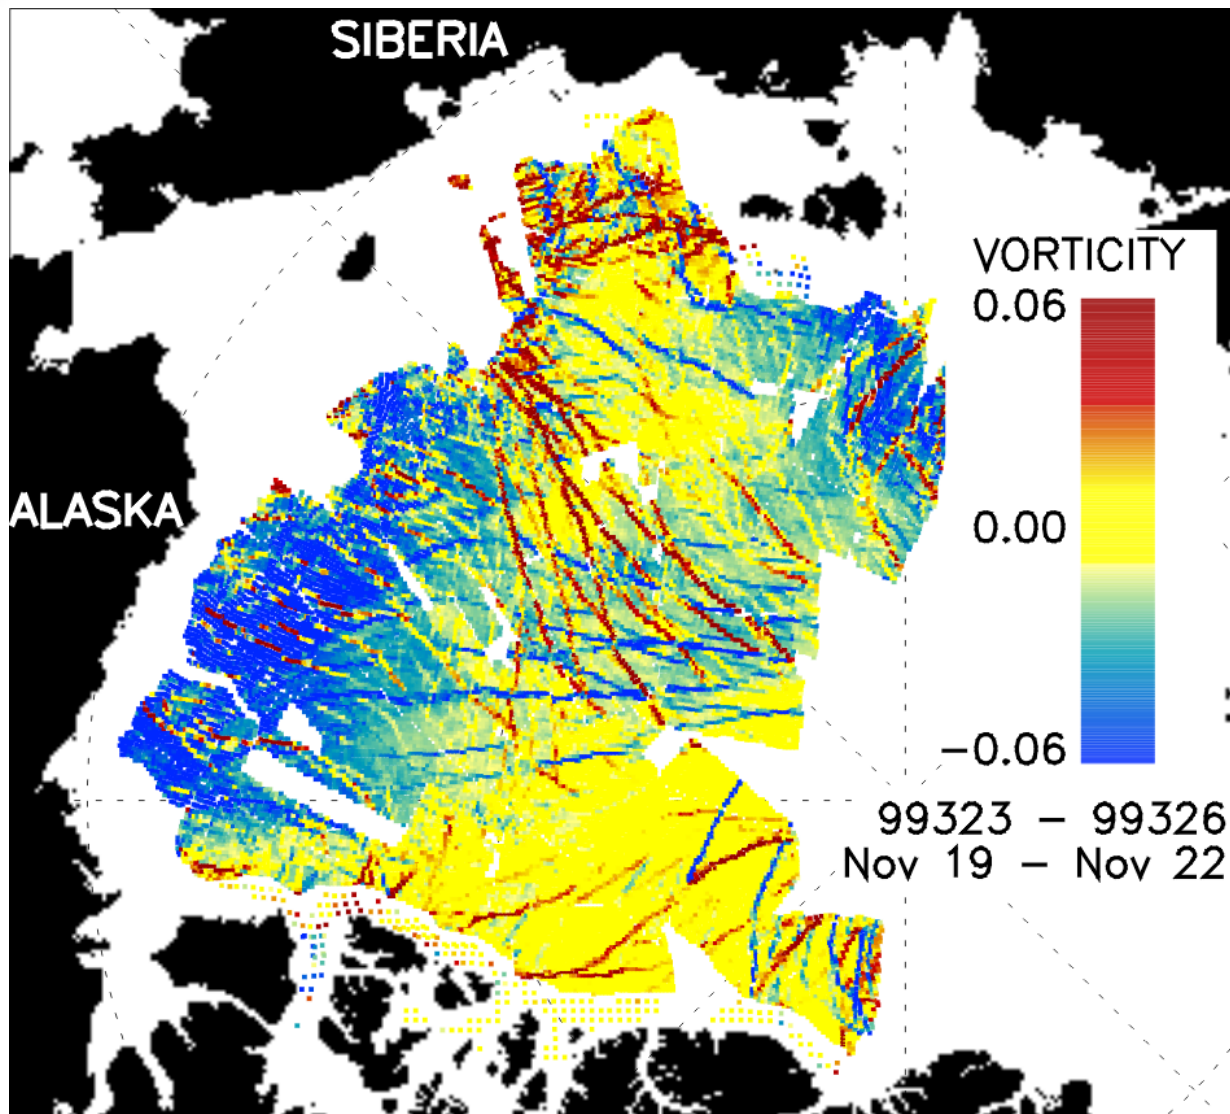 SIBERIA
ALASKA
VORTICITY
0.06
0.00
−0.06
99323 − 99326
Nov 19 − Nov 22